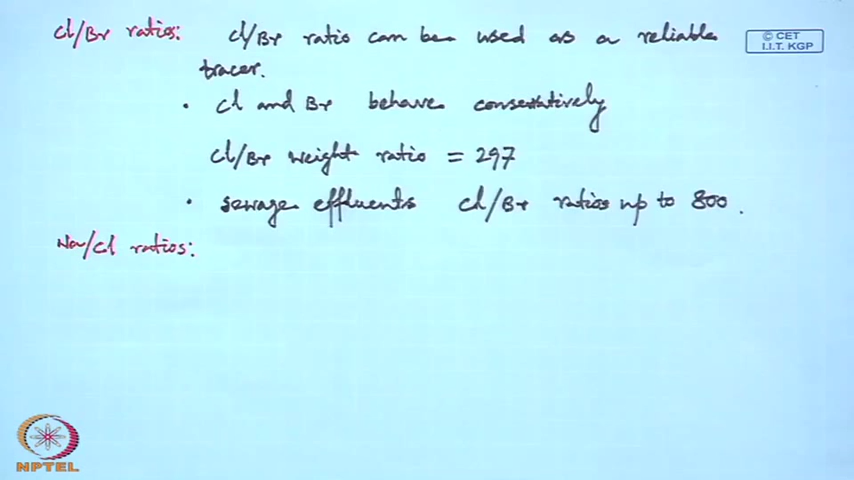 Cl/Br ratios: Cl/Br ratio can be used as a reliable
tracer.
© CET
I.I.T. KGP
• Cl and Br behave conservatively
Cl/Br weight ratio = 297
• sewage effluents Cl/Br ratios up to 800.
Na/Cl ratios:
NPTEL